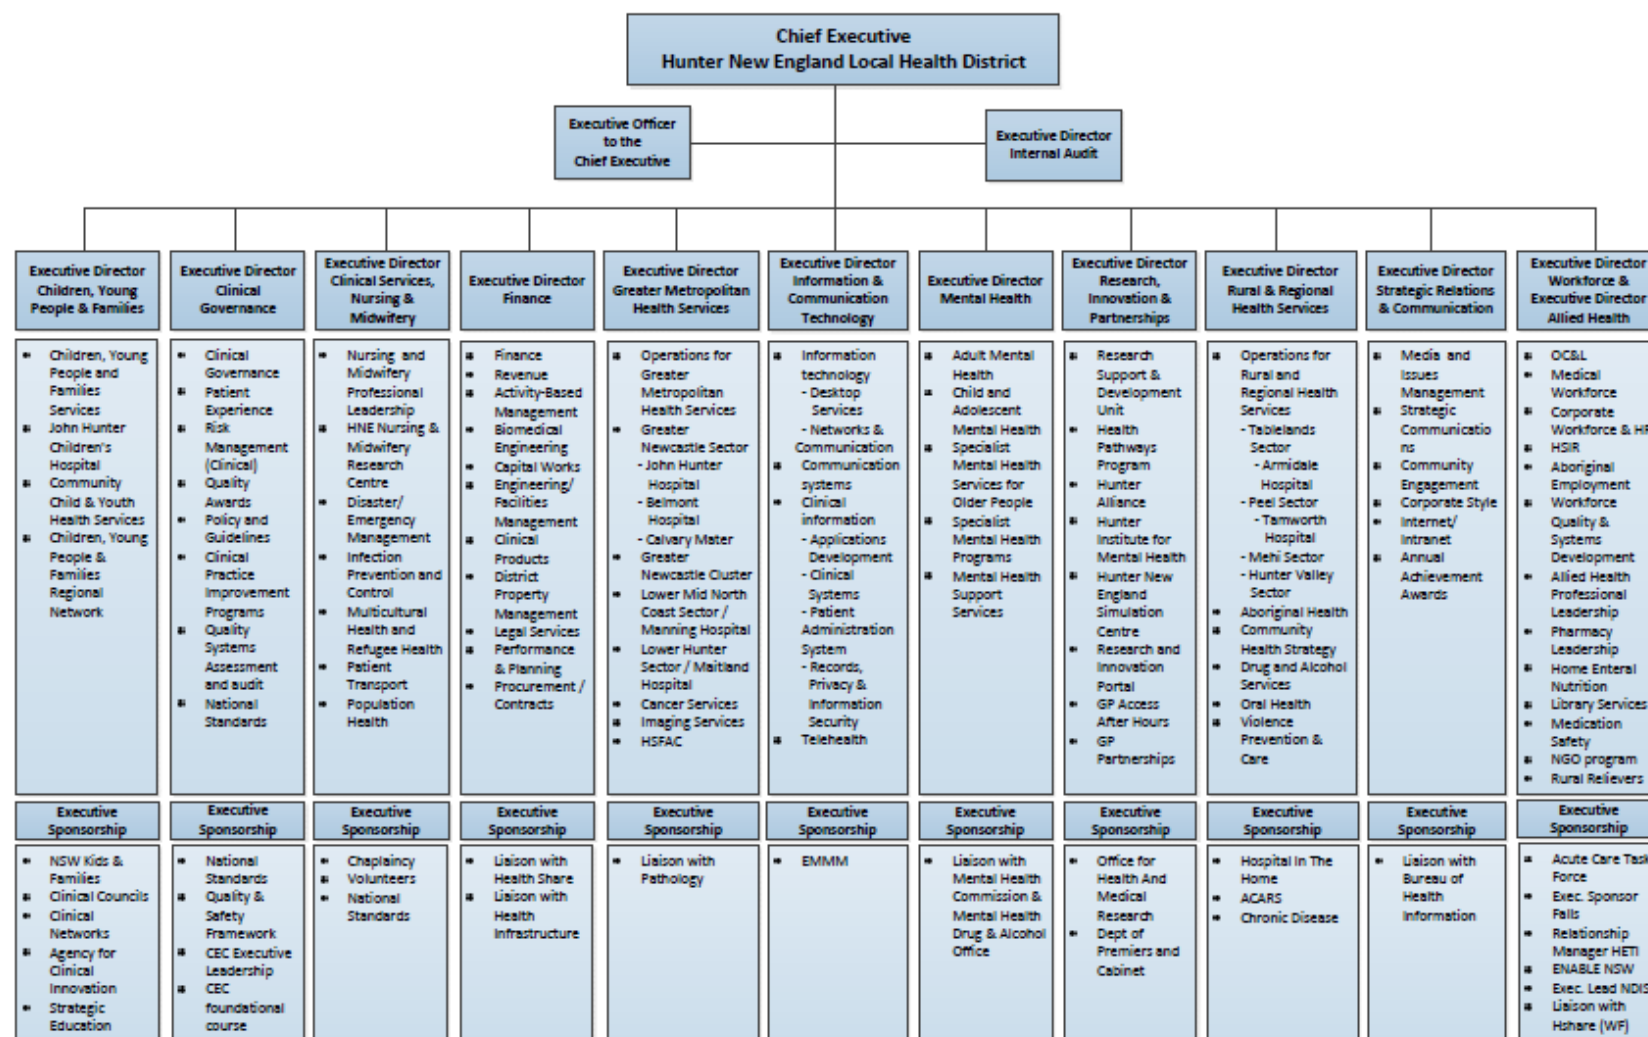 Chief Executive
Hunter New England Local Health District
Executive Officer
to the
Chief Executive
Executive Director
Internal Audit
Executive Director
Children, Young
People & Families
Executive Director
Clinical
Governance
Executive Director
Clinical Services,
Nursing &
Midwifery
Executive Director
Finance
Executive Director
Greater Metropolitan
Health Services
Executive Director
Information &
Communication
Technology
Executive Director
Mental Health
Executive Director
Research,
Innovation &
Partnerships
Executive Director
Rural & Regional
Health Services
Executive Director
Strategic Relations
& Communication
Executive Director
Workforce &
Executive Director
Allied Health
Children, Young
People and
Families
Services
John Hunter
Children's
Hospital
Community
Child & Youth
Health Services
Children, Young
People &
Families
Regional
Network
Clinical
Governance
Patient
Experience
Risk
Management
(Clinical)
Quality
Awards
Policy and
Guidelines
Clinical
Practice
Improvement
Programs
Quality
Systems
Assessment
and audit
National
Standards
Nursing and
Midwifery
Professional
Leadership
HNE Nursing &
Midwifery
Research
Centre
Disaster/
Emergency
Management
Infection
Prevention and
Control
Multicultural
Health and
Refugee Health
Patient
Transport
Population
Health
Finance
Revenue
Activity-Based
Management
Biomedical
Engineering
Capital Works
Engineering/
Facilities
Management
Clinical
Products
District
Property
Management
Legal Services
Performance
& Planning
Procurement /
Contracts
Operations for
Greater
Metropolitan
Health Services
Greater
Newcastle Sector
- John Hunter
Hospital
- Belmont
Hospital
- Calvary Mater
Greater
Newcastle Cluster
Lower Mid North
Coast Sector /
Manning Hospital
Lower Hunter
Sector / Maitland
Hospital
Cancer Services
Imaging Services
HSFAC
Information
technology
- Desktop
Services
- Networks &
Communication
Communication
systems
Clinical
information
- Applications
Development
- Clinical
Systems
- Patient
Administration
System
- Records,
Privacy &
Information
Security
Telehealth
Adult Mental
Health
Child and
Adolescent
Mental Health
Specialist
Mental Health
Services for
Older People
Specialist
Mental Health
Programs
Mental Health
Support
Services
Research
Support &
Development
Unit
Health
Pathways
Program
Hunter
Alliance
Hunter
Institute for
Mental Health
Hunter New
England
Simulation
Centre
Research and
Innovation
Portal
GP Access
After Hours
GP
Partnerships
Operations for
Rural and
Regional Health
Services
- Tablelands
Sector
- Armidale
Hospital
- Peel Sector
- Tamworth
Hospital
- Mehi Sector
- Hunter Valley
Sector
Aboriginal Health
Community
Health Strategy
Drug and Alcohol
Services
Oral Health
Violence
Prevention &
Care
Media and
Issues
Management
Strategic
Communicatio
ns
Community
Engagement
Corporate Style
Internet/
Intranet
Annual
Achievement
Awards
OC&L
Medical
Workforce
Corporate
Workforce & HR
HSIR
Aboriginal
Employment
Workforce
Quality &
Systems
Development
Allied Health
Professional
Leadership
Pharmacy
Leadership
Home Enteral
Nutrition
Library Services
Medication
Safety
NGO program
Rural Relievers
Executive
Sponsorship
Executive
Sponsorship
Executive
Sponsorship
Executive
Sponsorship
Executive
Sponsorship
Executive
Sponsorship
Executive
Sponsorship
Executive
Sponsorship
Executive
Sponsorship
Executive
Sponsorship
Executive
Sponsorship
NSW Kids &
Families
Clinical Councils
Clinical
Networks
Agency for
Clinical
Innovation
Strategic
Education
National
Standards
Quality &
Safety
Framework
CEC Executive
Leadership
CEC
foundational
course
Chaplaincy
Volunteers
National
Standards
Liaison with
Health Share
Liaison with
Health
Infrastructure
Liaison with
Pathology
EMMM
Liaison with
Mental Health
Commission &
Mental Health
Drug & Alcohol
Office
Office for
Health And
Medical
Research
Dept of
Premiers and
Cabinet
Hospital In The
Home
ACARS
Chronic Disease
Liaison with
Bureau of
Health
Information
Acute Care Task
Force
Exec. Sponsor
Falls
Relationship
Manager HETI
ENABLE NSW
Exec. Lead NDIS
Liaison with
Hshare (WF)